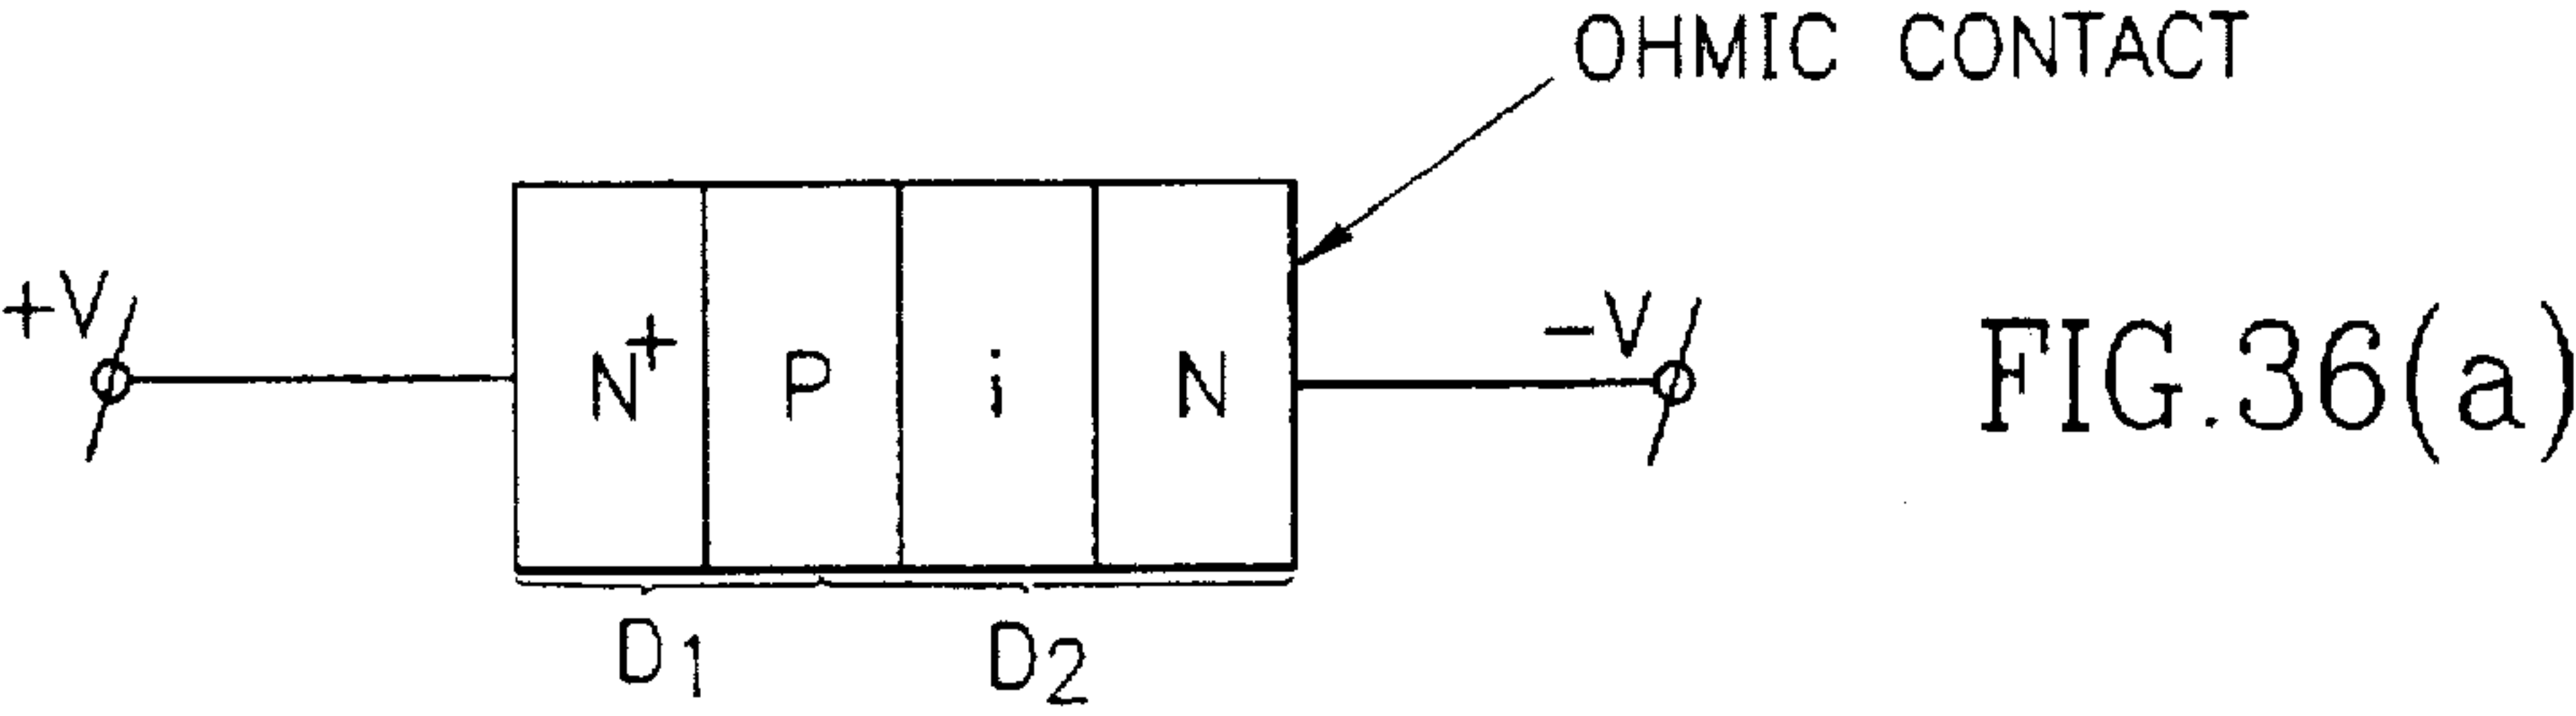 OHMIC CONTACT
+V
N+ P i N
-V
FIG.36(a)
D1 D2